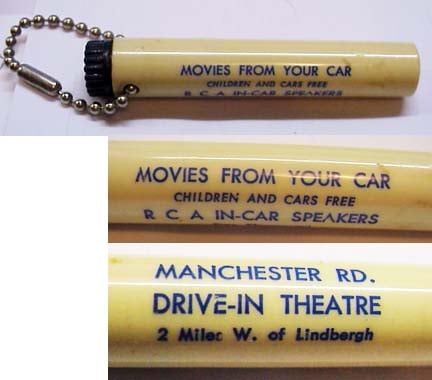 MOVIES FROM YOUR CAR
CHILDREN AND CARS FREE
R C A IN-CAR SPEAKERS
MOVIES FROM YOUR CAR
CHILDREN AND CARS FREE
R C A IN-CAR SPEAKERS
MANCHESTER RD.
DRIVE-IN THEATRE
2 Miles W. of Lindbergh